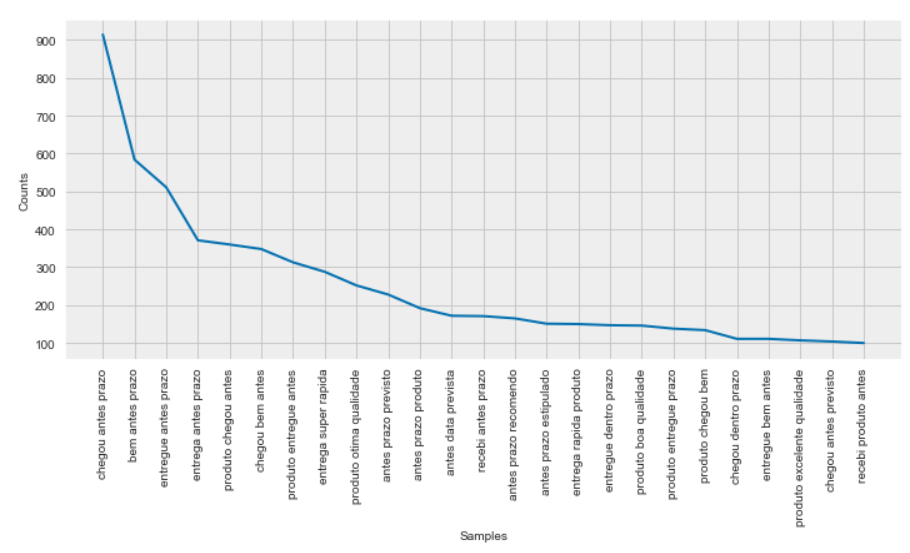 900
800
700
600
500
400
300
200
100
Counts
chegou antes prazo
bem antes prazo
entregue antes prazo
entrega antes prazo
produto chegou antes
chegou bem antes
produto entregue antes
entrega super rapida
produto otima qualidade
antes prazo previsto
antes prazo produto
antes data prevista
recebi antes prazo
antes prazo recomendo
antes prazo estipulado
entrega rapida produto
entregue dentro prazo
produto boa qualidade
produto entregue prazo
produto chegou bem
chegou dentro prazo
entregue bem antes
produto excelente qualidade
chegou antes previsto
recebi produto antes
Samples